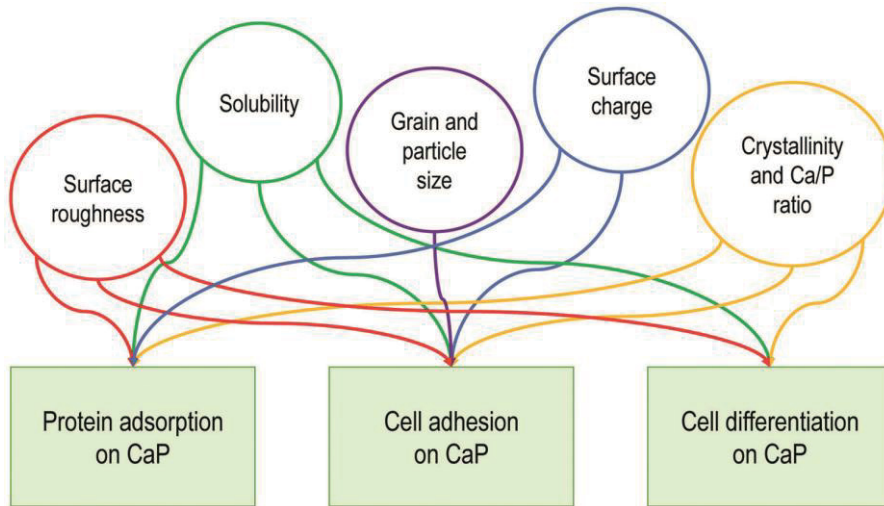 Solubility
Surface
charge
Grain and
particle
size
Surface
roughness
Crystallinity
and Ca/P
ratio
Protein adsorption
on CaP
Cell adhesion
on CaP
Cell differentiation
on CaP